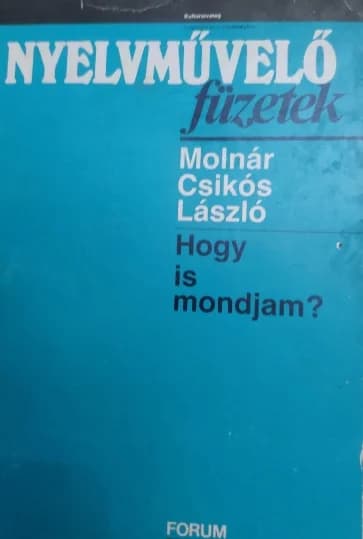 NYELVMŰVELŐ
füzetek
Molnár
Csikós
László
Hogy
is
mondjam?
FORUM